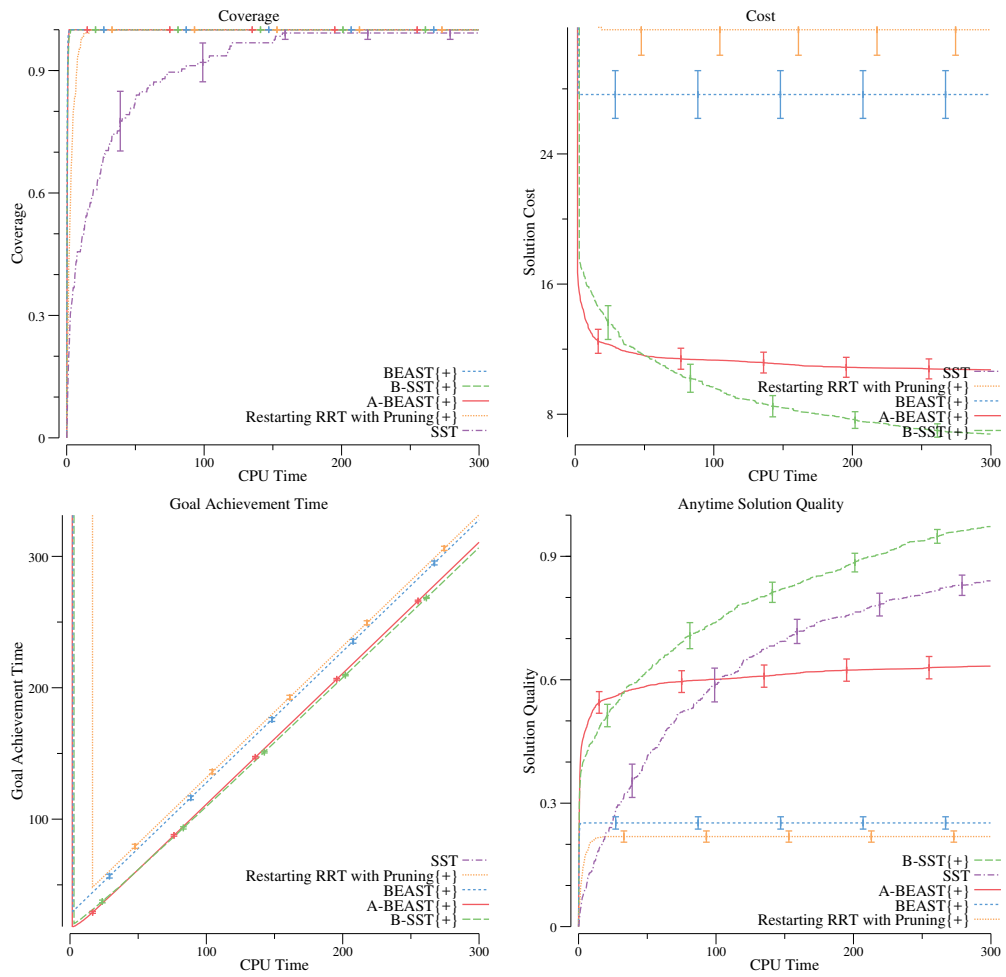 Coverage
0.9
0.6
0.3
0
Coverage
BEAST{+}
B-SST{+}
A-BEAST{+}
Restarting RRT with Pruning{+}
SST
0
100
200
300
CPU Time
Cost
24
16
8
Solution Cost
SST
Restarting RRT with Pruning{+}
BEAST{+}
A-BEAST{+}
B-SST{+}
0
100
200
300
CPU Time
Goal Achievement Time
300
200
100
Goal Achievement Time
SST
Restarting RRT with Pruning{+}
BEAST{+}
A-BEAST{+}
B-SST{+}
0
100
200
300
CPU Time
Anytime Solution Quality
0.9
0.6
0.3
0
Solution Quality
B-SST{+}
SST
A-BEAST{+}
BEAST{+}
Restarting RRT with Pruning{+}
0
100
200
300
CPU Time